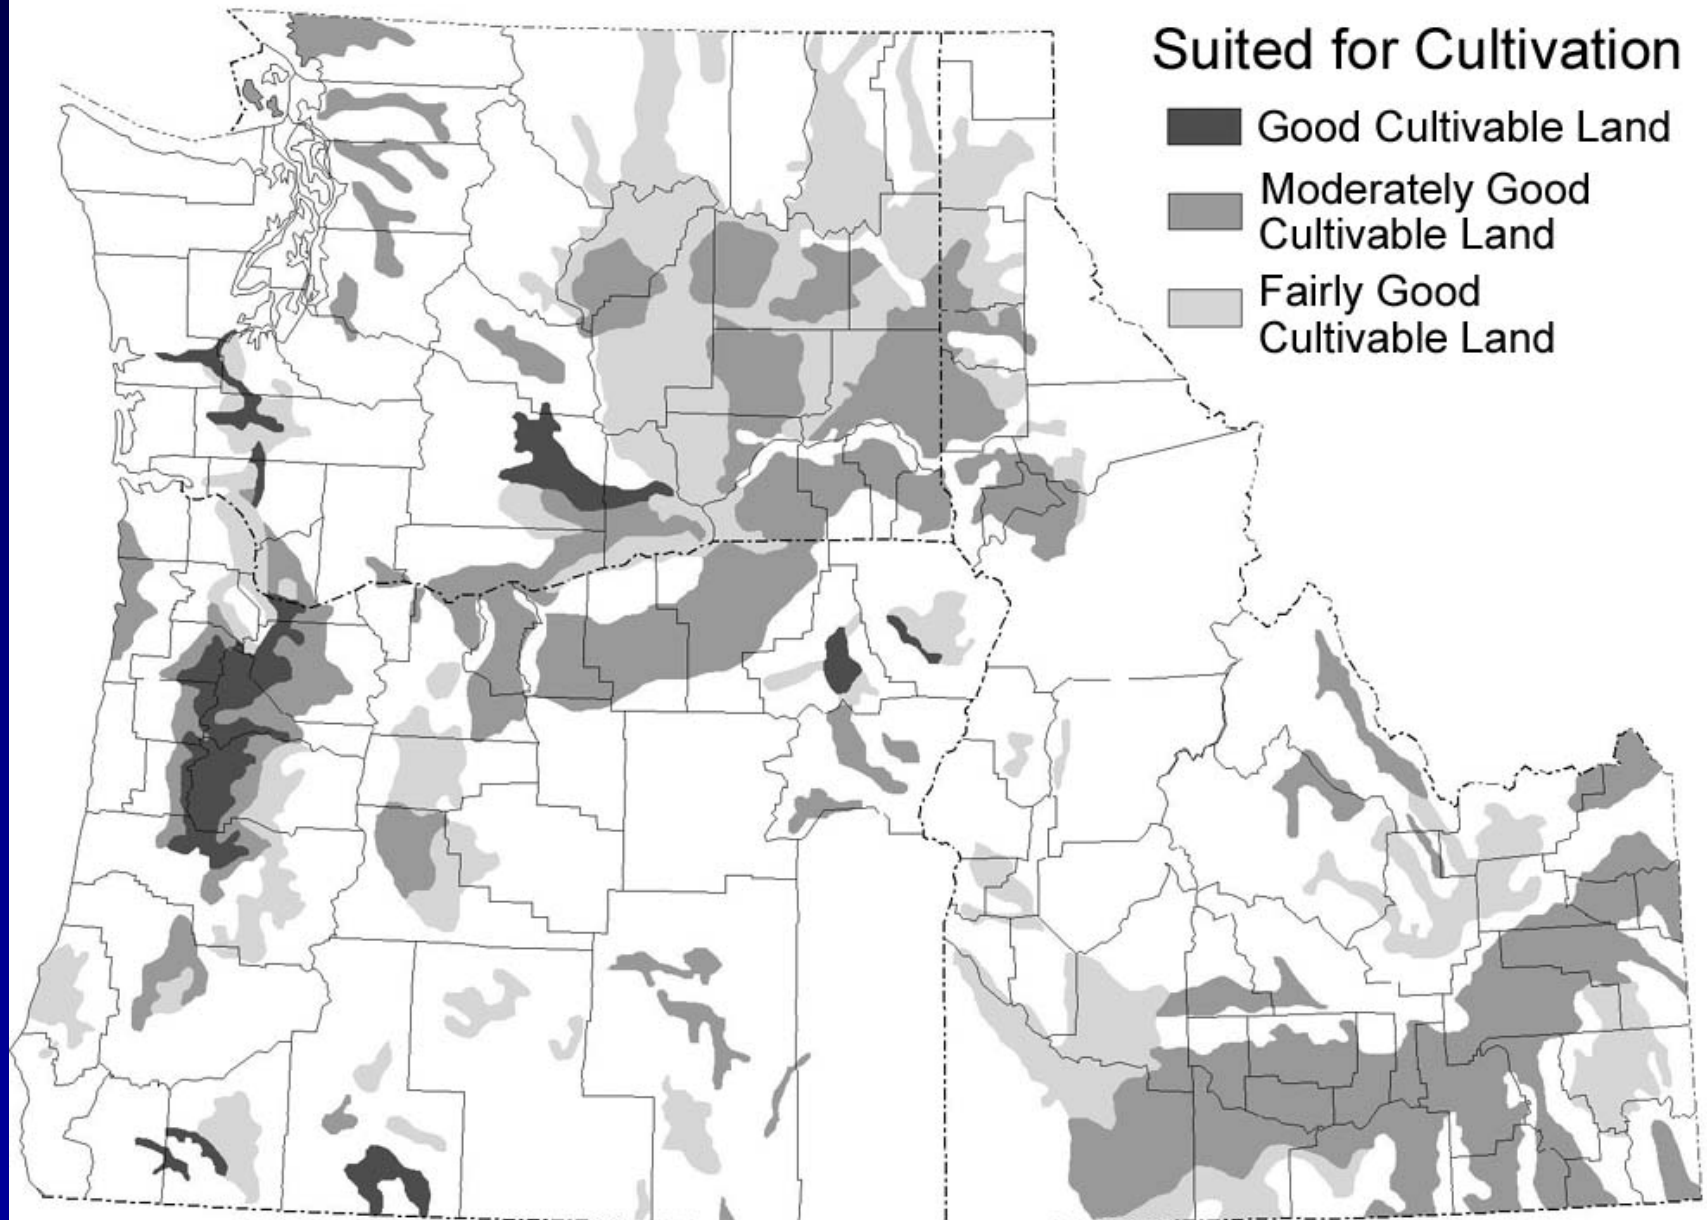 Suited for Cultivation
Good Cultivable Land
Moderately Good
Cultivable Land
Fairly Good
Cultivable Land